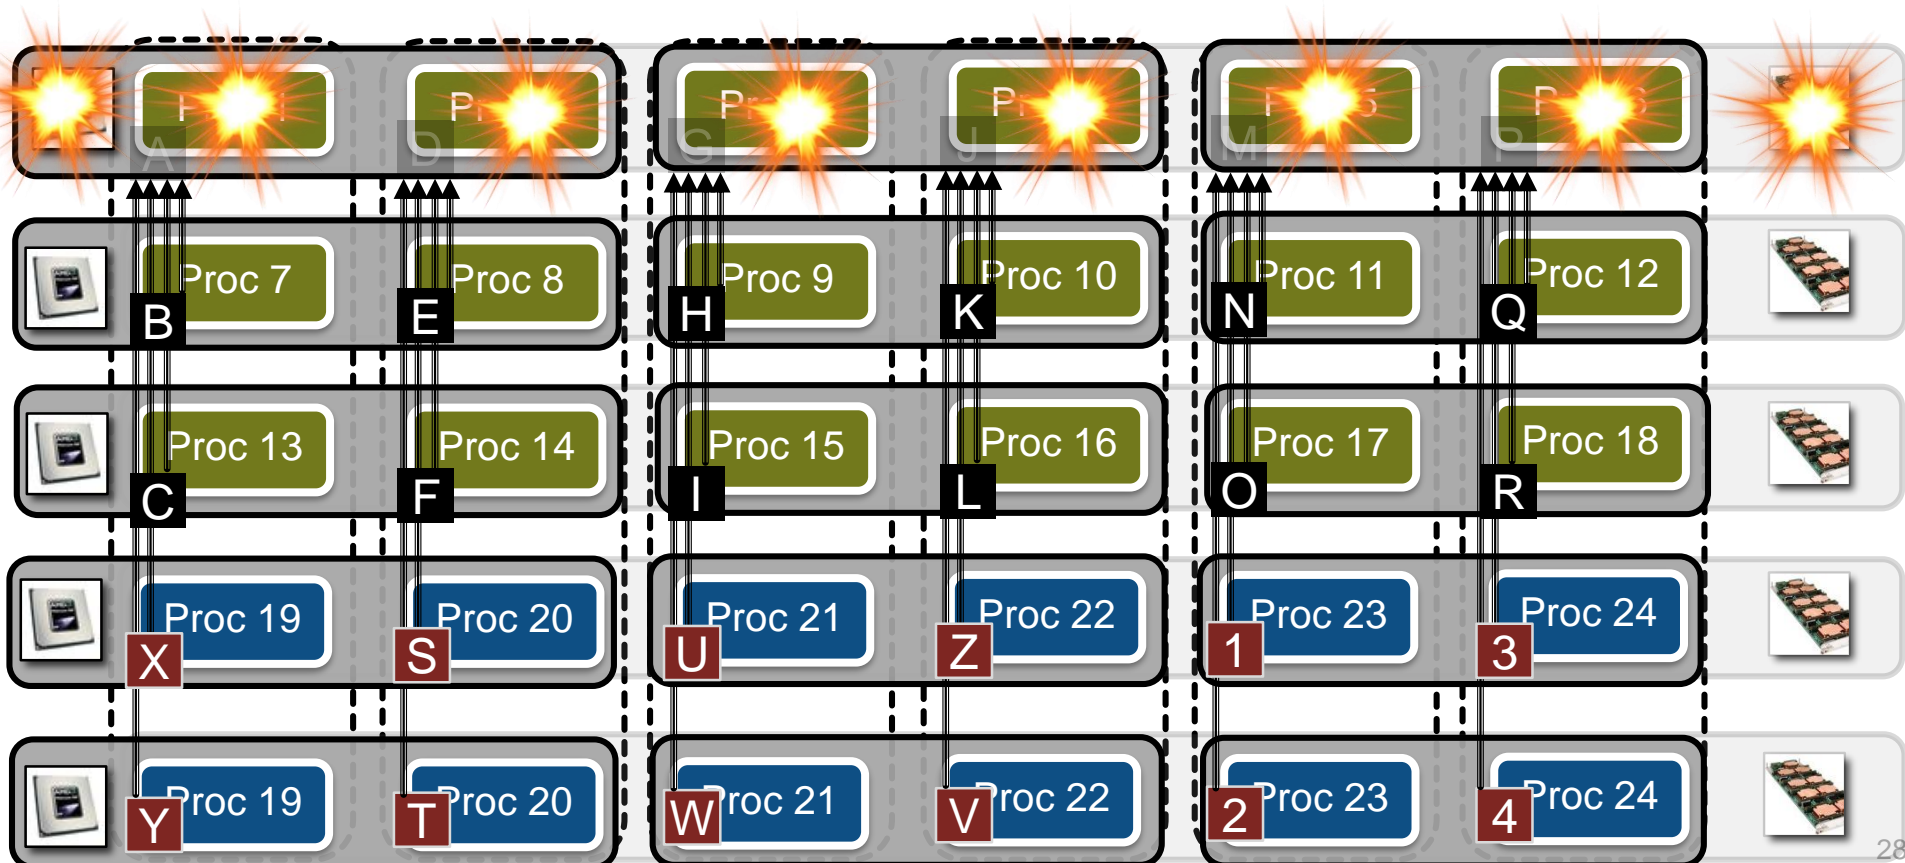 A D G J M P
Proc 7 Proc 8 Proc 9 Proc 10 Proc 11 Proc 12
B E H K N Q
Proc 13 Proc 14 Proc 15 Proc 16 Proc 17 Proc 18
C F I L O R
Proc 19 Proc 20 Proc 21 Proc 22 Proc 23 Proc 24
X S U Z 1 3
Proc 19 Proc 20 Proc 21 Proc 22 Proc 23 Proc 24
Y T W V 2 4
28